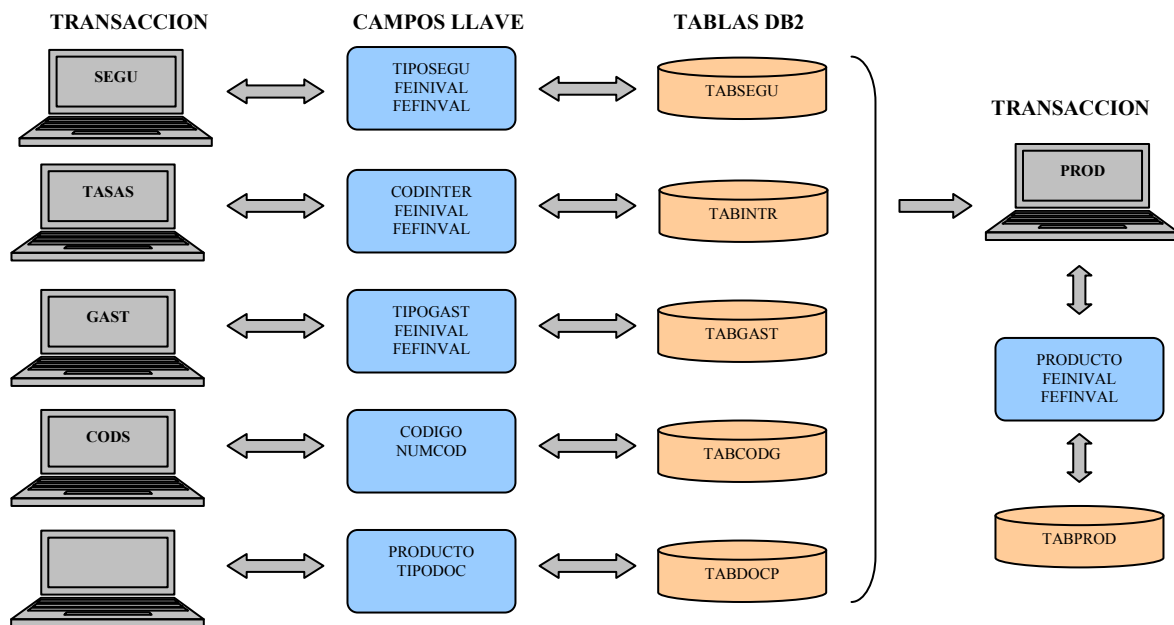 TRANSACCION
CAMPOS LLAVE
TABLAS DB2
SEGU
TIPOSEGU
FEINIVAL
FEFINVAL
TABSEGU
TASAS
CODINTER
FEINIVAL
FEFINVAL
TABINTR
GAST
TIPOGAST
FEINIVAL
FEFINVAL
TABGAST
CODS
CODIGO
NUMCOD
TABCODG
PRODUCTO
TIPODOC
TABDOCP
TRANSACCION
PROD
PRODUCTO
FEINIVAL
FEFINVAL
TABPROD